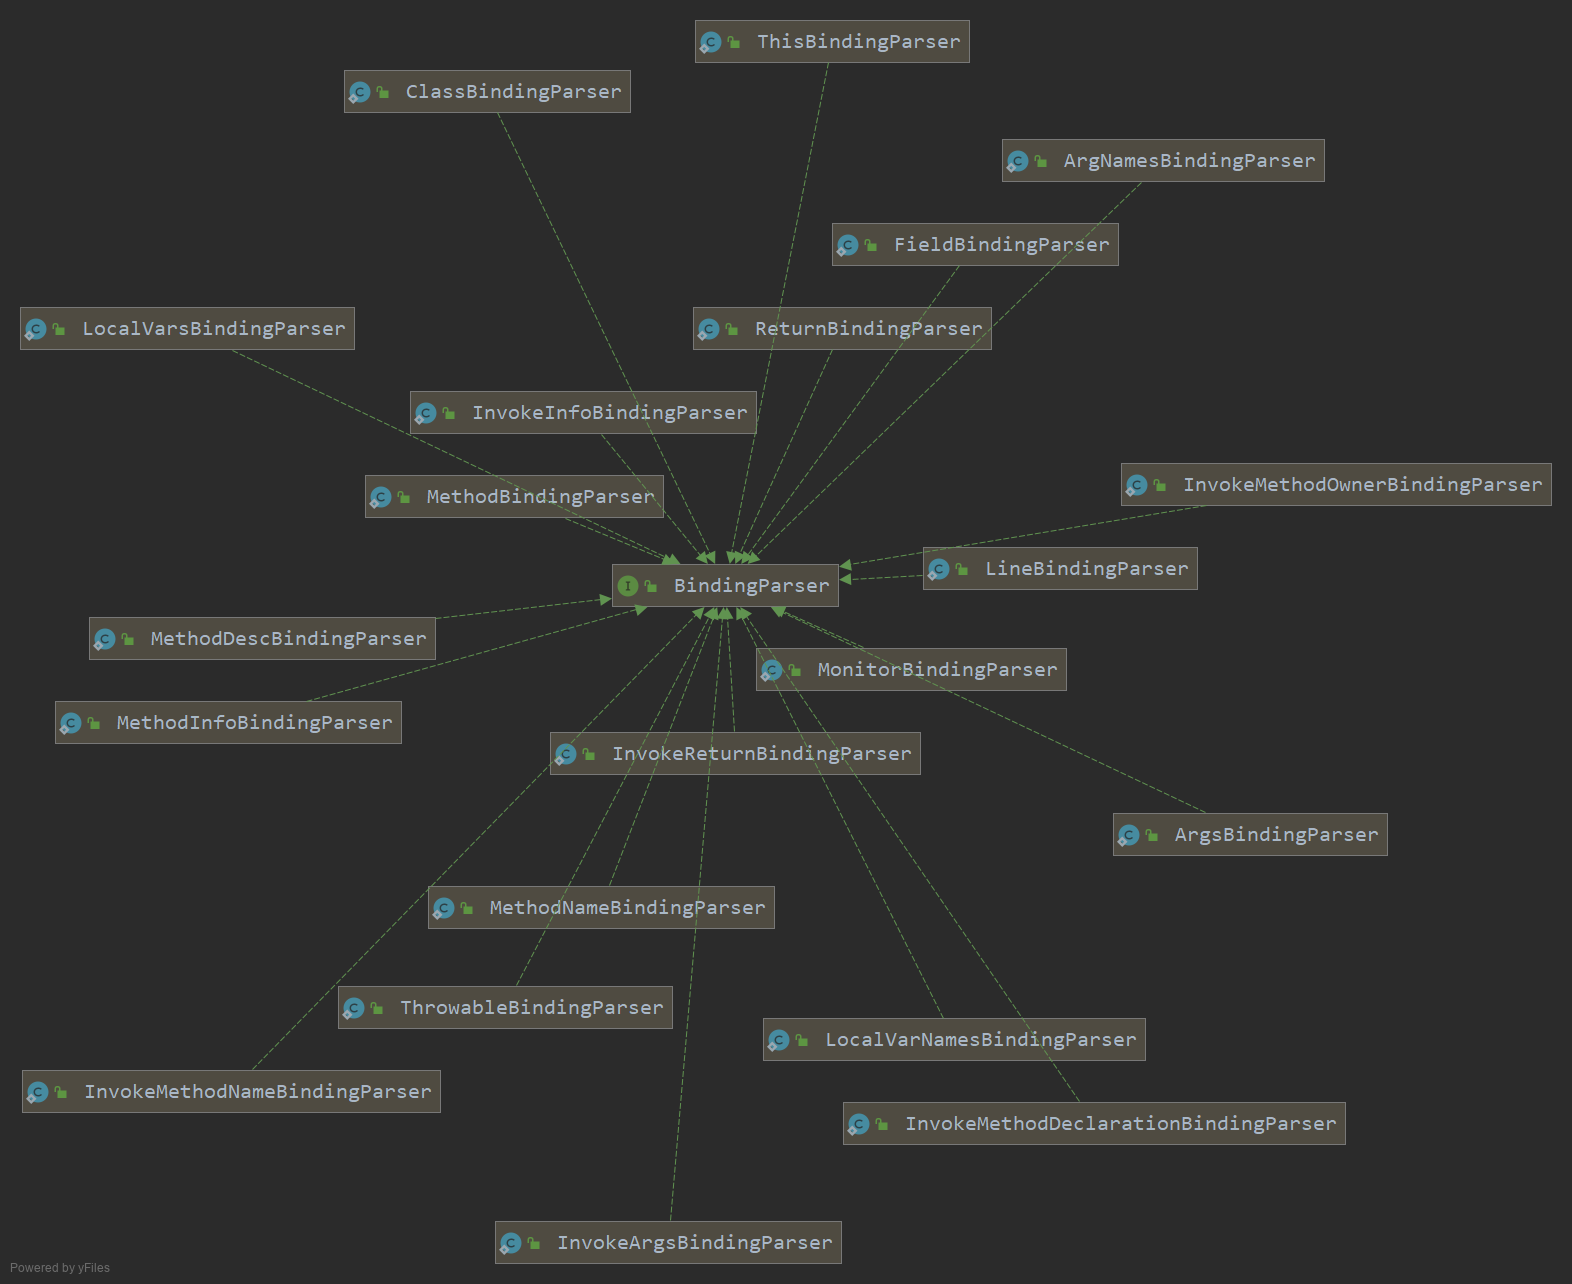 ThisBindingParser
ClassBindingParser
ArgNamesBindingParser
FieldBindingParser
LocalVarsBindingParser
ReturnBindingParser
InvokeInfoBindingParser
InvokeMethodOwnerBindingParser
MethodBindingParser
LineBindingParser
BindingParser
MethodDescBindingParser
MonitorBindingParser
MethodInfoBindingParser
InvokeReturnBindingParser
ArgsBindingParser
MethodNameBindingParser
ThrowableBindingParser
LocalVarNamesBindingParser
InvokeMethodNameBindingParser
InvokeMethodDeclarationBindingParser
InvokeArgsBindingParser
Powered by yFiles